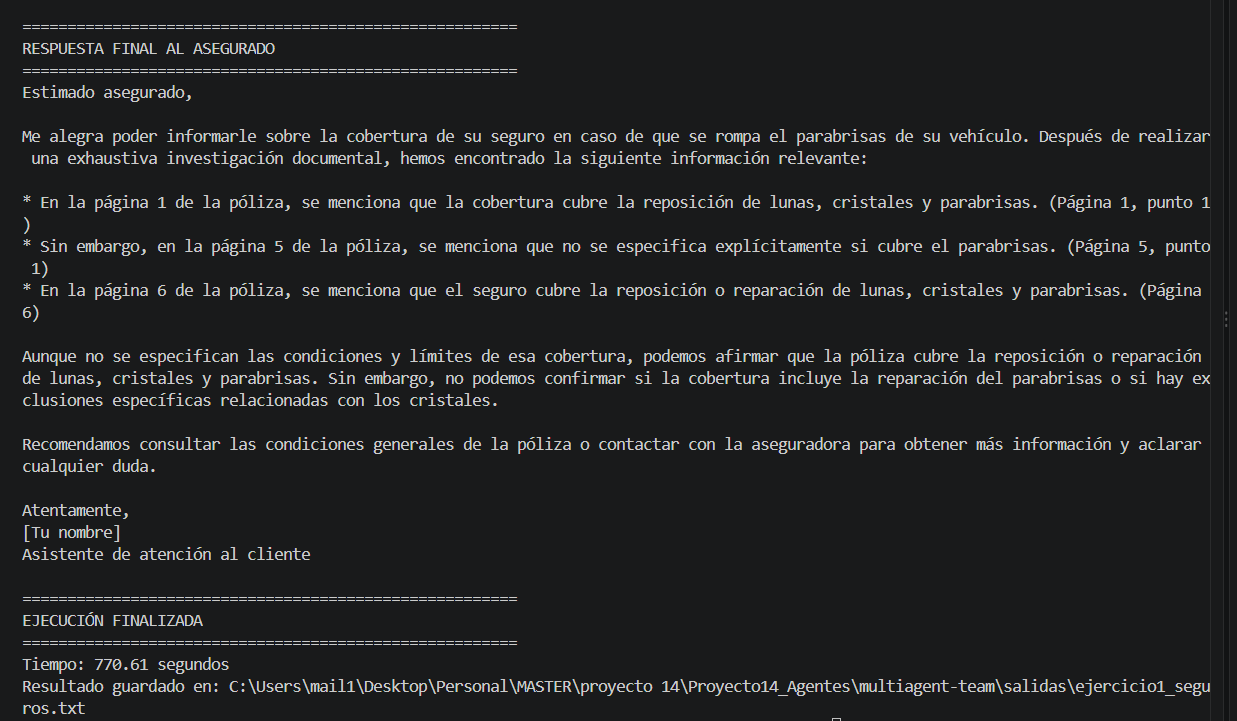 =======================================================
RESPUESTA FINAL AL ASEGURADO
=======================================================
Estimado asegurado,
Me alegra poder informarle sobre la cobertura de su seguro en caso de que se rompa el parabrisas de su vehículo. Después de realizar
una exhaustiva investigación documental, hemos encontrado la siguiente información relevante:
* En la página 1 de la póliza, se menciona que la cobertura cubre la reposición de lunas, cristales y parabrisas. (Página 1, punto 1
)
* Sin embargo, en la página 5 de la póliza, se menciona que no se especifica explícitamente si cubre el parabrisas. (Página 5, punto
1)
* En la página 6 de la póliza, se menciona que el seguro cubre la reposición o reparación de lunas, cristales y parabrisas. (Página
6)
Aunque no se especifican las condiciones y límites de esa cobertura, podemos afirmar que la póliza cubre la reposición o reparación
de lunas, cristales y parabrisas. Sin embargo, no podemos confirmar si la cobertura incluye la reparación del parabrisas o si hay ex
clusiones específicas relacionadas con los cristales.
Recomendamos consultar las condiciones generales de la póliza o contactar con la aseguradora para obtener más información y aclarar
cualquier duda.
Atentamente,
[Tu nombre]
Asistente de atención al cliente
=======================================================
EJECUCIÓN FINALIZADA
=======================================================
Tiempo: 770.61 segundos
Resultado guardado en: C:\Users\mail1\Desktop\Personal\MASTER\proyecto 14\Proyecto14_Agentes\multiagent-team\salidas\ejercicio1_segu
ros.txt